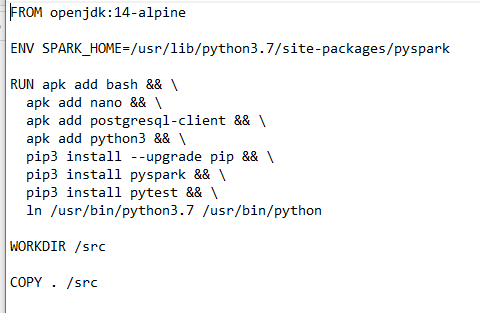 FROM openjdk:14-alpine
ENV SPARK_HOME=/usr/lib/python3.7/site-packages/pyspark
RUN apk add bash && \
apk add nano && \
apk add postgresql-client && \
apk add python3 && \
pip3 install --upgrade pip && \
pip3 install pyspark && \
pip3 install pytest && \
ln /usr/bin/python3.7 /usr/bin/python
WORKDIR /src
COPY . /src